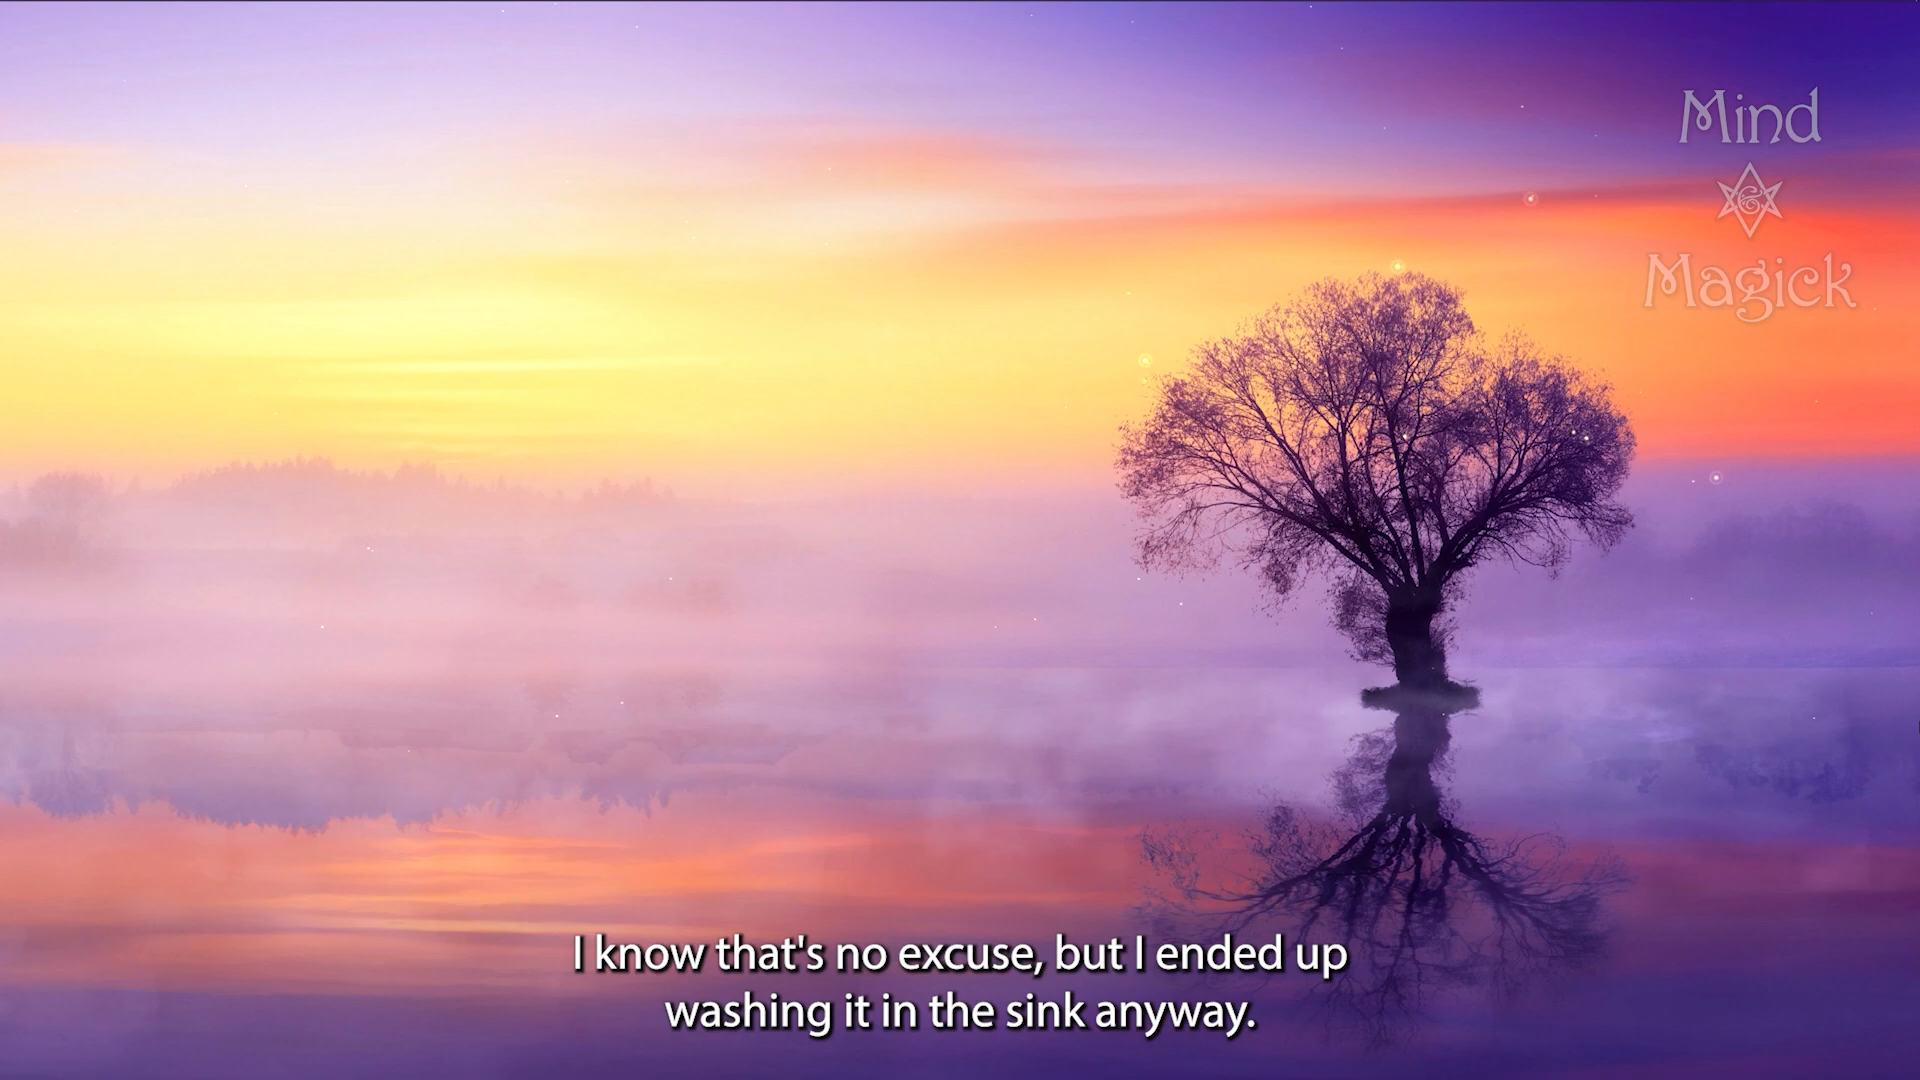 Mind
&
Magick
I know that's no excuse, but I ended up
washing it in the sink anyway.